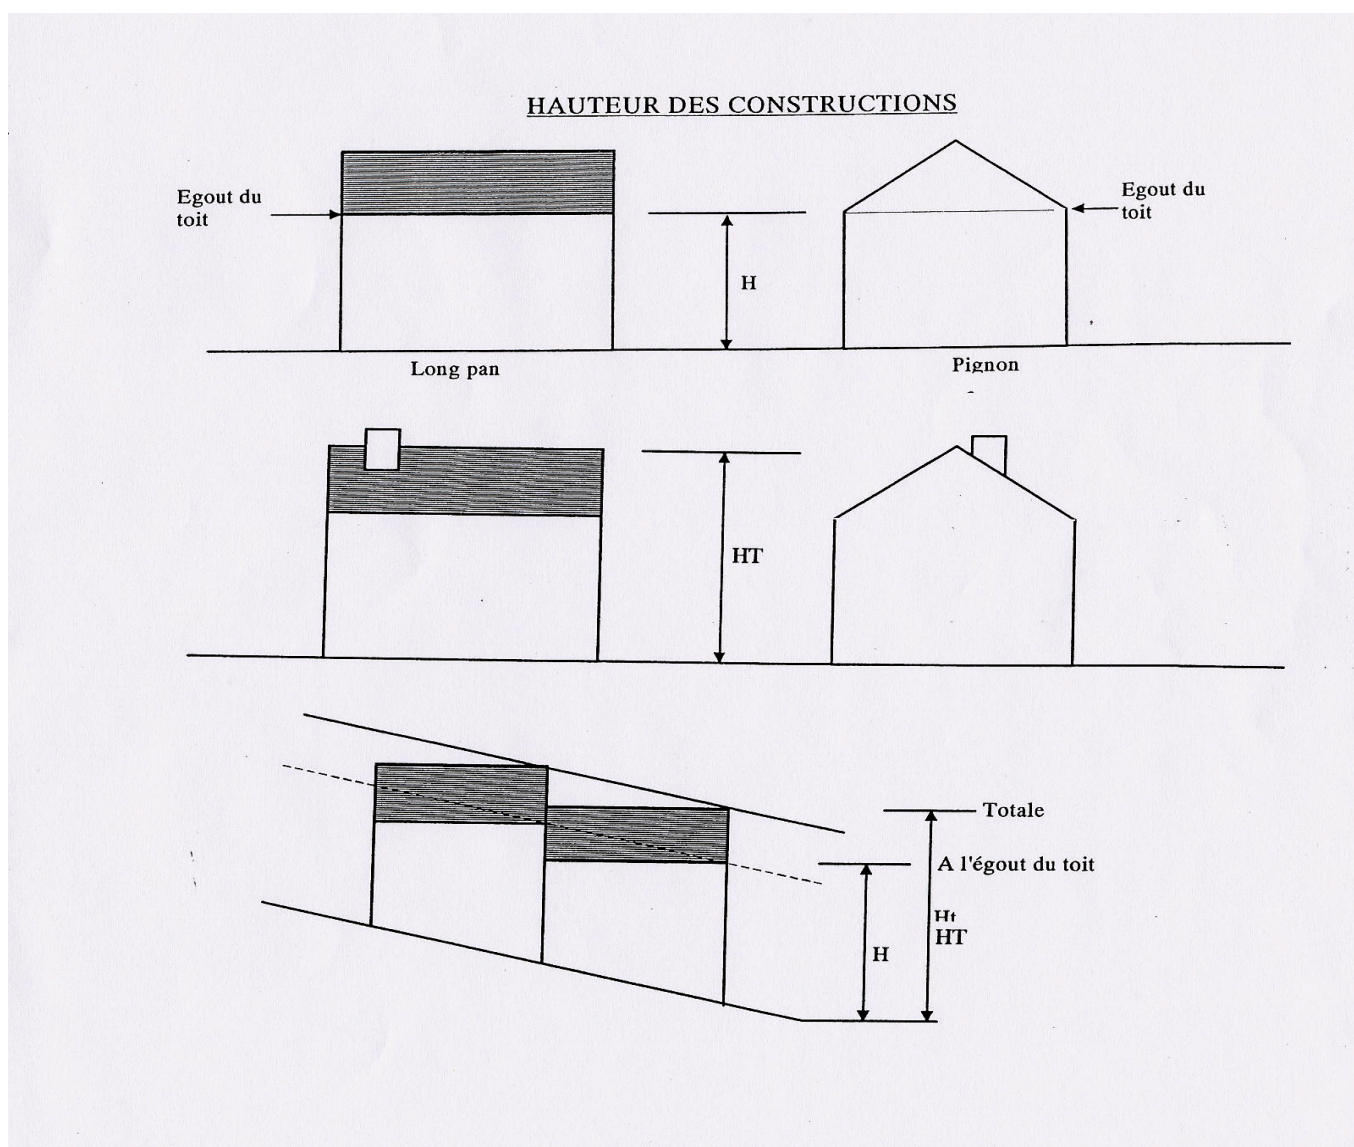 HAUTEUR DES CONSTRUCTIONS
Egout du
toit
Egout du
toit
H
Long pan
Pignon
HT
Totale
A l'égout du toit
Ht
HT
H